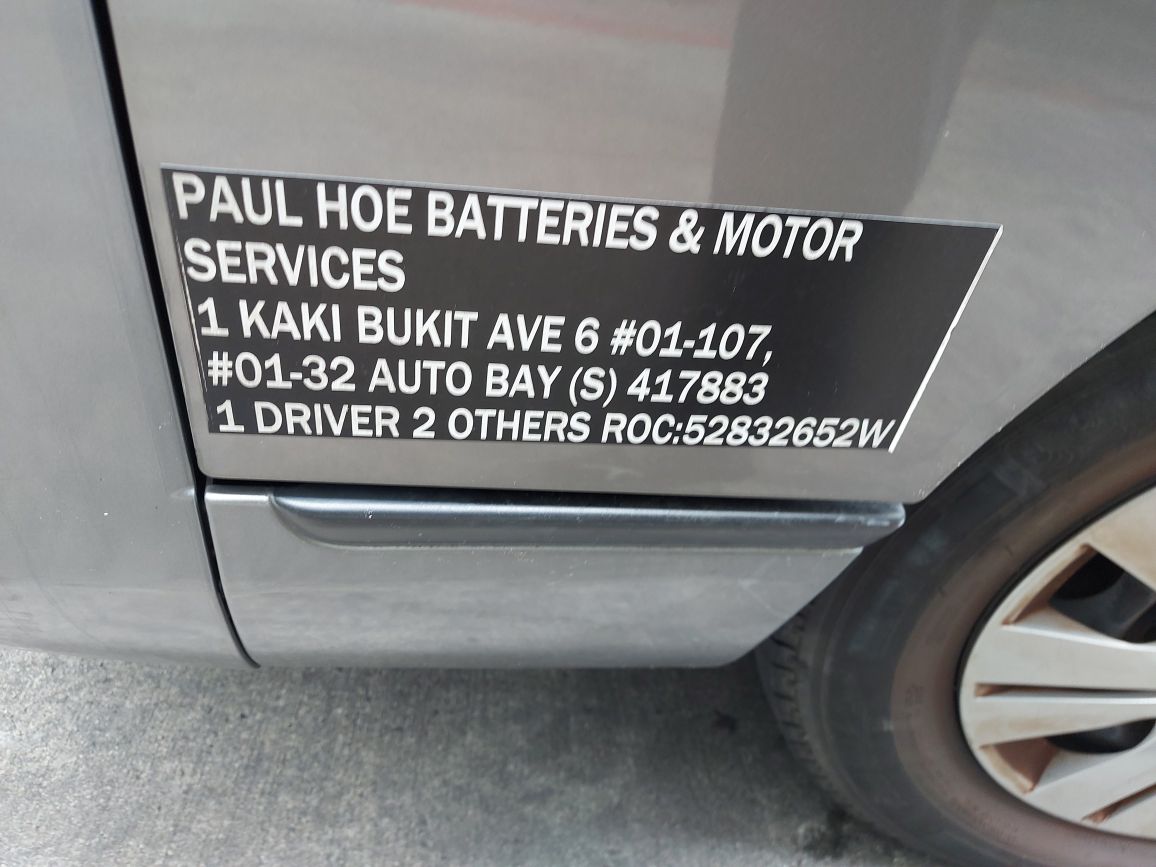 PAUL HOE BATTERIES & MOTOR
SERVICES
1 KAKI BUKIT AVE 6 #01-107,
#01-32 AUTO BAY (S) 417883
1 DRIVER 2 OTHERS ROC:52832652W